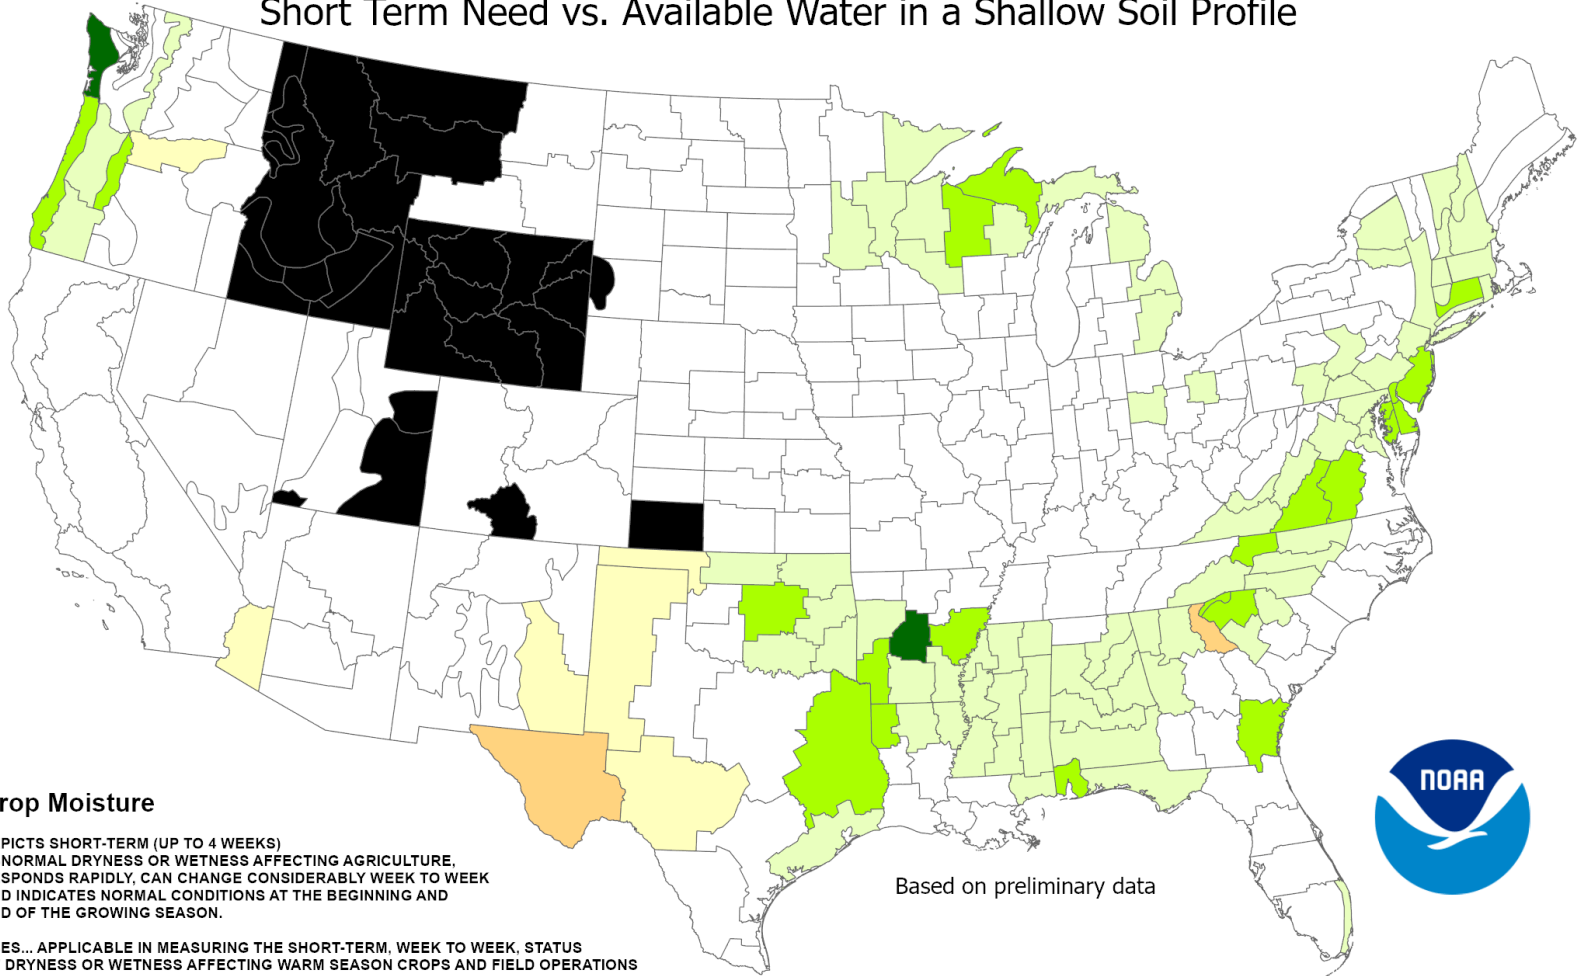 Short Term Need vs. Available Water in a Shallow Soil Profile
NOAA
rop Moisture
PICTS SHORT-TERM (UP TO 4 WEEKS)
NORMAL DRYNESS OR WETNESS AFFECTING AGRICULTURE,
SPONDS RAPIDLY, CAN CHANGE CONSIDERABLY WEEK TO WEEK
D INDICATES NORMAL CONDITIONS AT THE BEGINNING AND
D OF THE GROWING SEASON.
Based on preliminary data
ES... APPLICABLE IN MEASURING THE SHORT-TERM, WEEK TO WEEK, STATUS
DRYNESS OR WETNESS AFFECTING WARM SEASON CROPS AND FIELD OPERATIONS